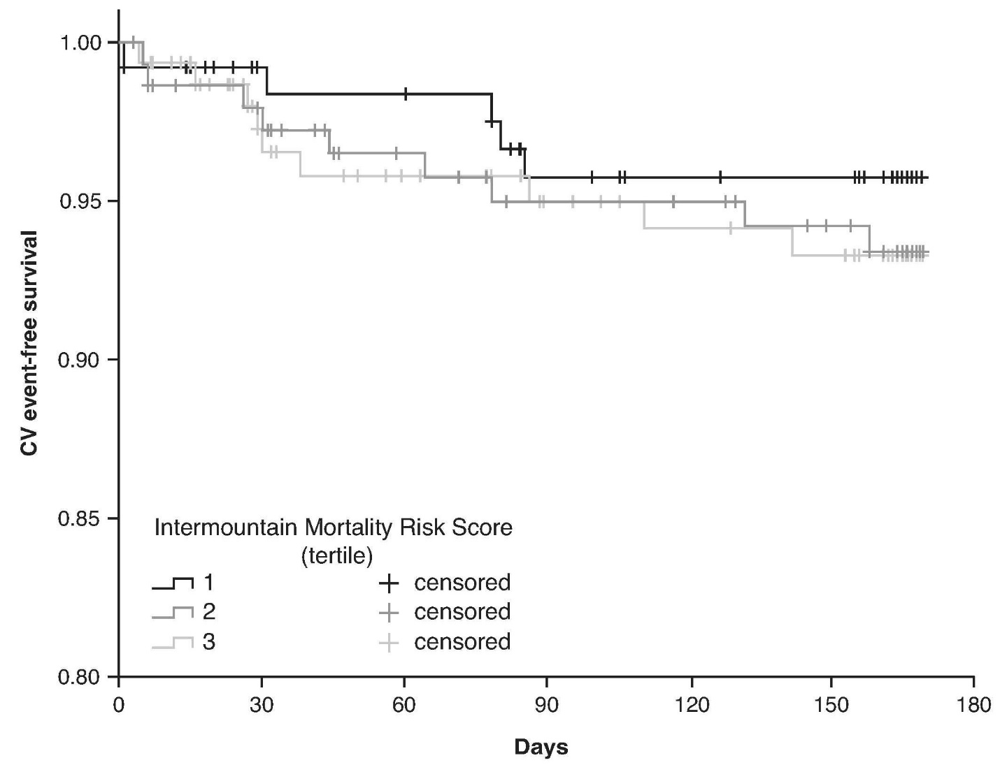 1.00
0.95
0.90
0.85
0.80
CV event-free survival
Intermountain Mortality Risk Score
(tertile)
1 censored
2 censored
3 censored
0 30 60 90 120 150 180
Days